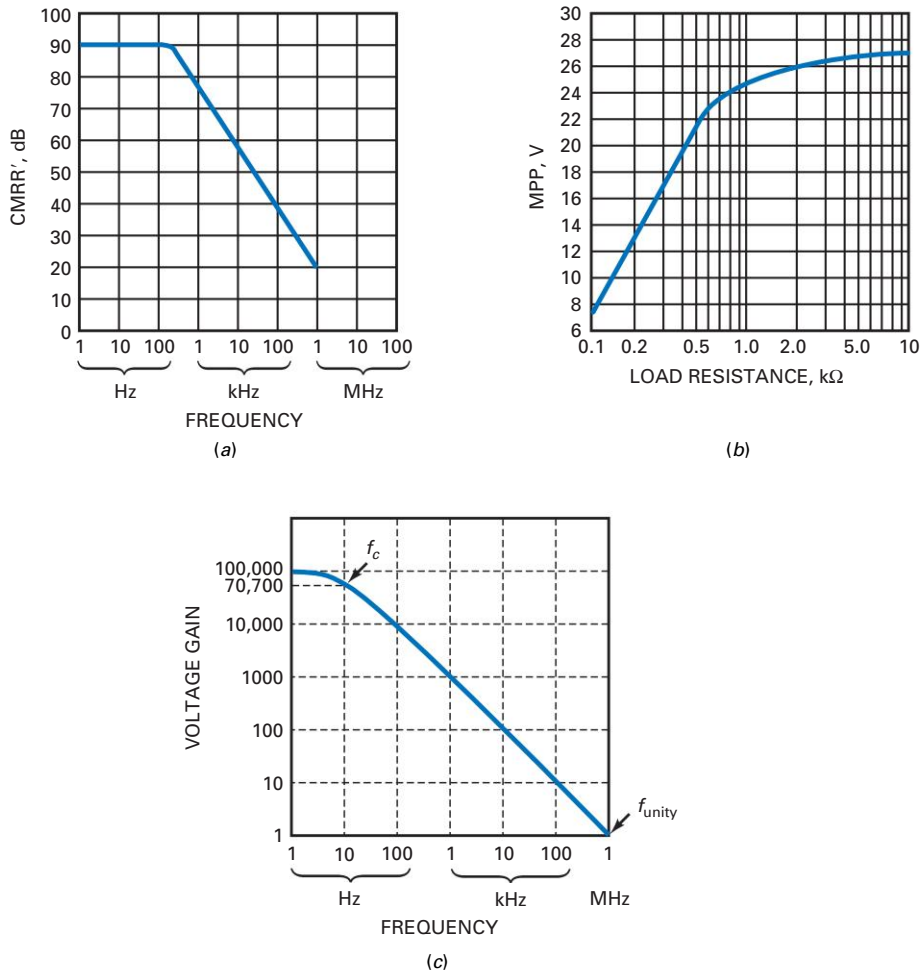 100
90
80
70
60
50
40
30
20
10
0
CMRR′, dB
1 10 100 1 10 100 1 10 100
Hz kHz MHz
FREQUENCY
(a)
30
28
26
24
22
20
18
16
14
12
10
8
6
MPP, V
0.1 0.2 0.5 1.0 2.0 5.0 10
LOAD RESISTANCE, kΩ
(b)
100,000
70,700
10,000
1000
100
10
1
VOLTAGE GAIN
fc
funity
1 10 100 1 10 100 1
Hz kHz MHz
FREQUENCY
(c)